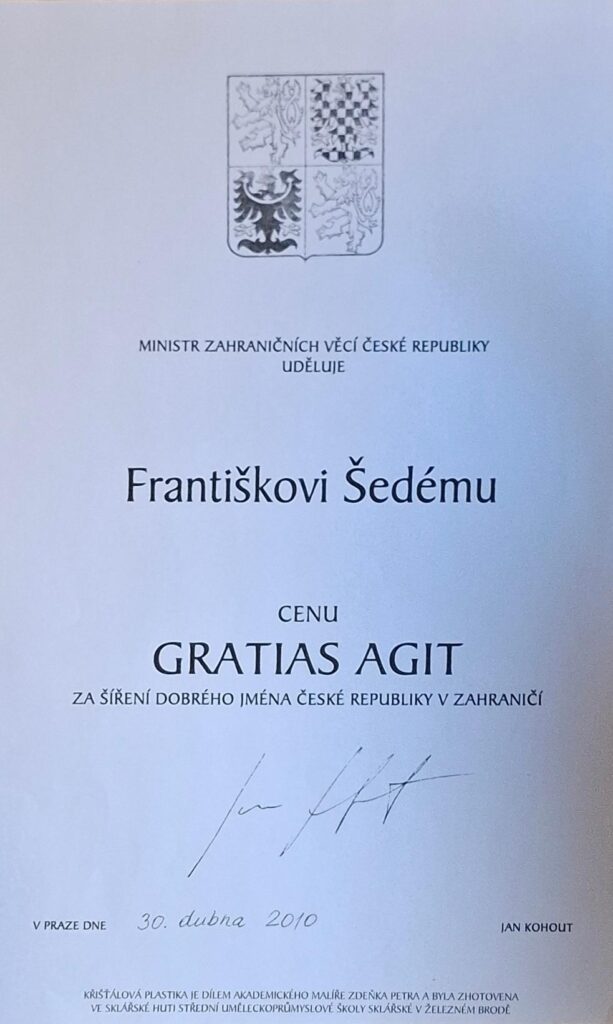 MINISTR ZAHRANIČNÍCH VĚCÍ ČESKÉ REPUBLIKY
UDĚLUJE
Františkovi Šedému
CENU
GRATIAS AGIT
ZA ŠÍŘENÍ DOBRÉHO JMÉNA ČESKÉ REPUBLIKY V ZAHRANIČÍ
Jan Kohout
V PRAZE DNE 30. dubna 2010 JAN KOHOUT
KŘIŠŤÁLOVÁ PLASTIKA JE DÍLEM AKADEMICKÉHO MALÍŘE ZDEŇKA PETRA A BYLA ZHOTOVENA
VE SKLÁŘSKÉ HUTI STŘEDNÍ UMĚLECKOPRŮMYSLOVÉ ŠKOLY SKLÁŘSKÉ V ŽELEZNÉM BRODĚ